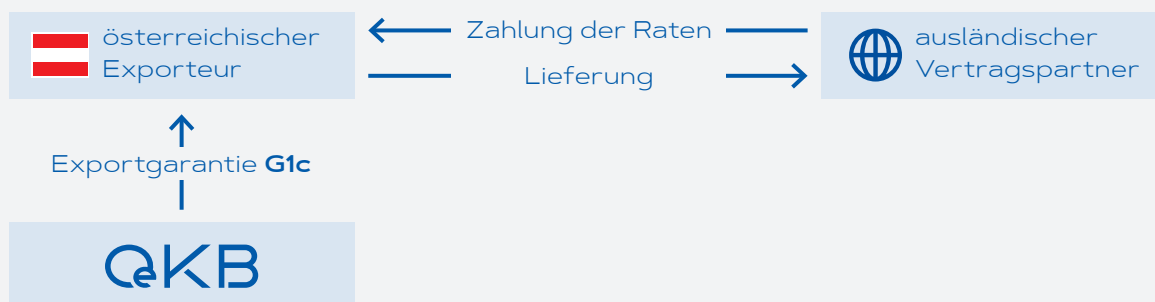 österreichischer
Exporteur
Zahlung der Raten
Lieferung
ausländischer
Vertragspartner
Exportgarantie G1c
OeKB